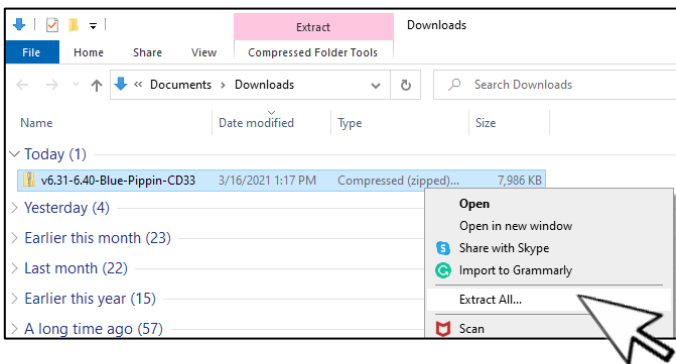 Extract Downloads
File Home Share View Compressed Folder Tools
« Documents > Downloads Search Downloads
Name Date modified Type Size
Today (1)
v6.31-6.40-Blue-Pippin-CD33 3/16/2021 1:17 PM Compressed (zipped)... 7,986 KB
Yesterday (4)
Earlier this month (23)
Last month (22)
Earlier this year (15)
A long time ago (57)
Open
Open in new window
Share with Skype
Import to Grammarly
Extract All...
Scan